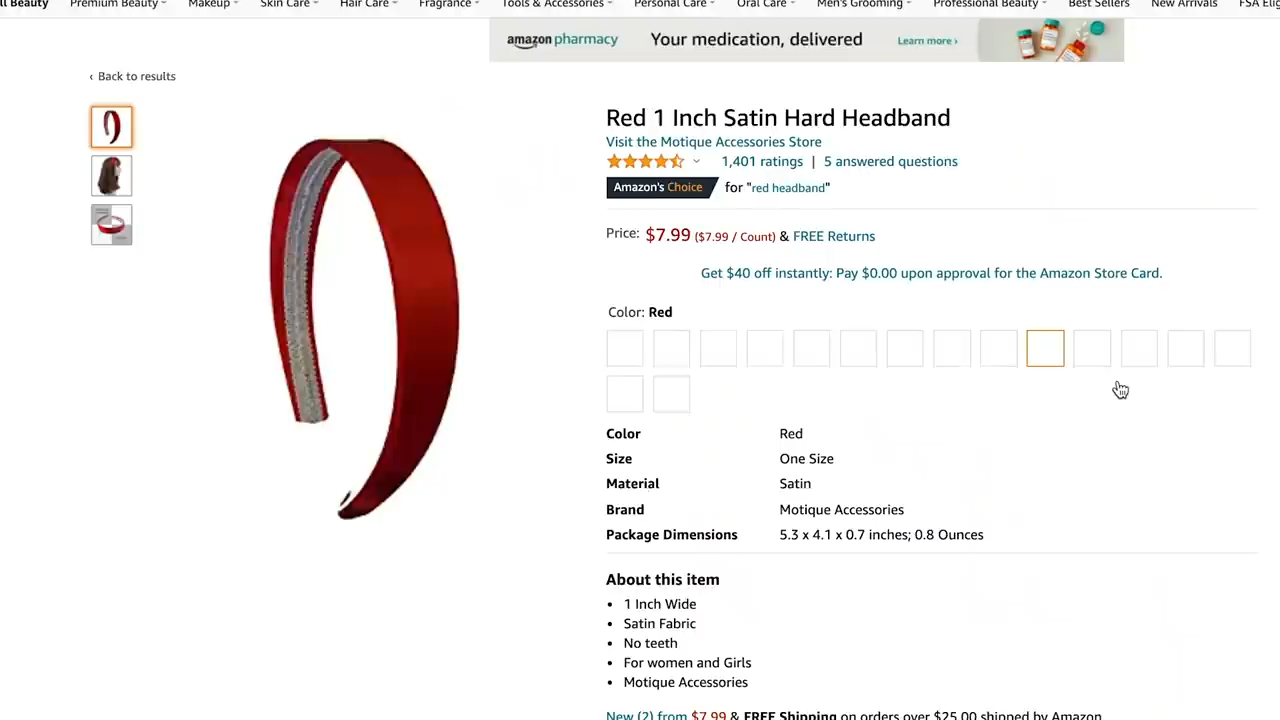 ll Beauty Premium Beauty Makeup Skin Care Hair Care Fragrance Tools & Accessories Personal Care Oral Care Men's Grooming Professional Beauty Best Sellers New Arrivals FSA Elig
amazon pharmacy Your medication, delivered Learn more ›
‹ Back to results
Red 1 Inch Satin Hard Headband
Visit the Motique Accessories Store
1,401 ratings | 5 answered questions
Amazon's Choice for "red headband"
Price: $7.99 ($7.99 / Count) & FREE Returns
Get $40 off instantly: Pay $0.00 upon approval for the Amazon Store Card.
Color: Red
Color Red
Size One Size
Material Satin
Brand Motique Accessories
Package Dimensions 5.3 x 4.1 x 0.7 inches; 0.8 Ounces
About this item
• 1 Inch Wide
• Satin Fabric
• No teeth
• For women and Girls
• Motique Accessories
New (2) from $7.99 & FREE Shipping on orders over $25.00 shipped by Amazon